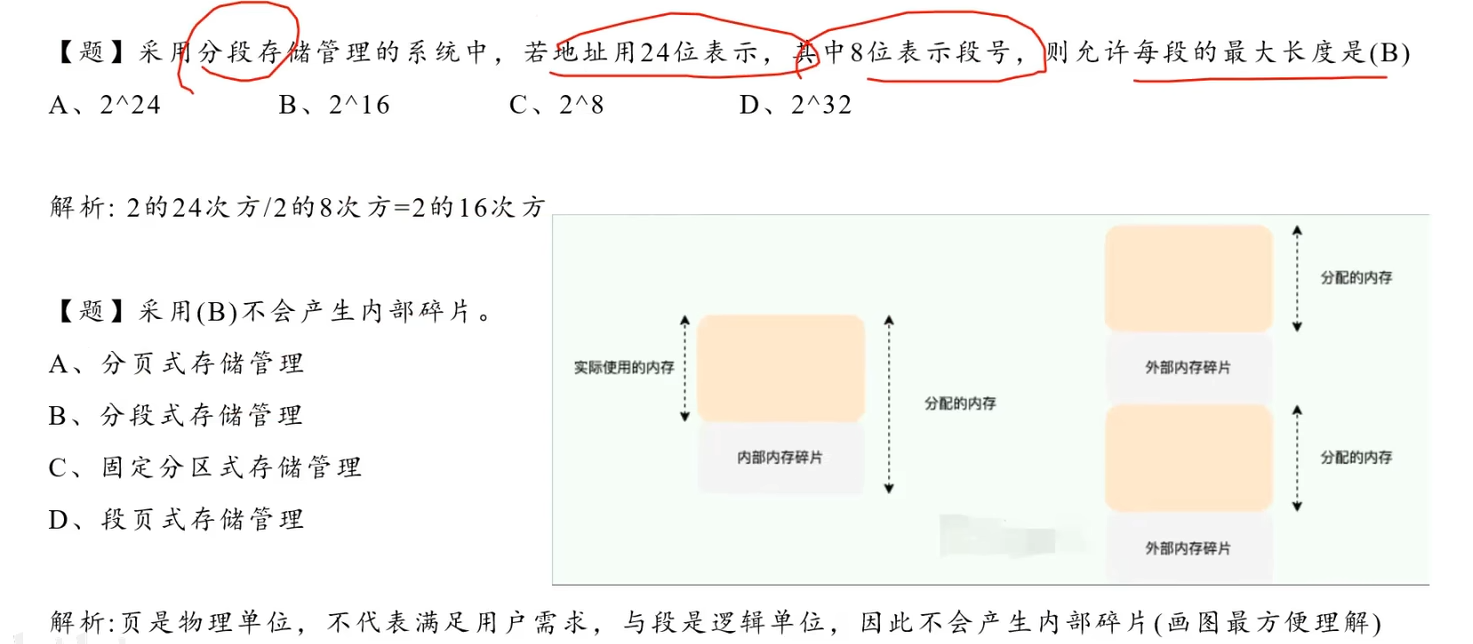 【题】采用分段存储管理的系统中，若地址用24位表示，其中8位表示段号，则允许每段的最大长度是(B)
A、2^24 B、2^16 C、2^8 D、2^32
解析: 2的24次方/2的8次方=2的16次方
【题】采用(B)不会产生内部碎片。
A、分页式存储管理
B、分段式存储管理
C、固定分区式存储管理
D、段页式存储管理
实际使用的内存
分配的内存
内部内存碎片
分配的内存
外部内存碎片
分配的内存
外部内存碎片
解析:页是物理单位，不代表满足用户需求，与段是逻辑单位，因此不会产生内部碎片(画图最方便理解)